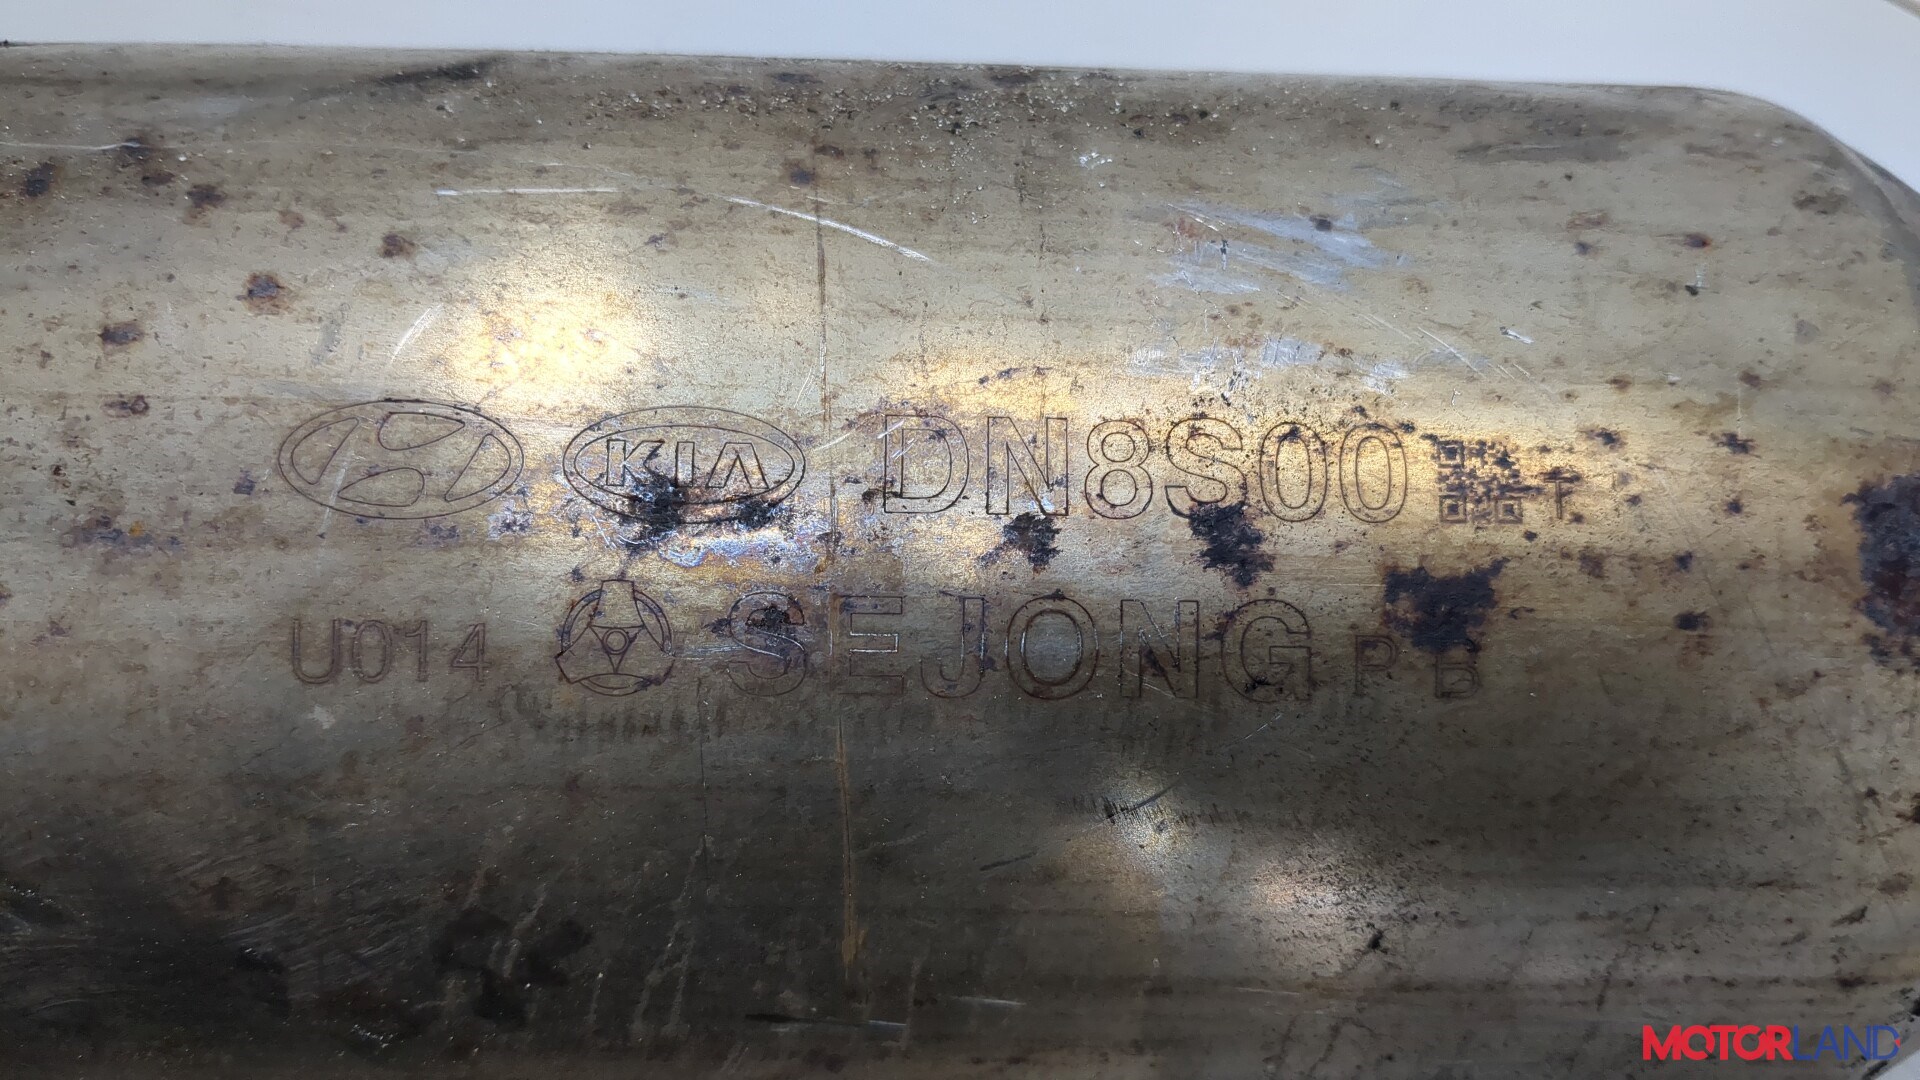 KIA DN8S00 T
U014 SEJONG PB
MOTORLAND